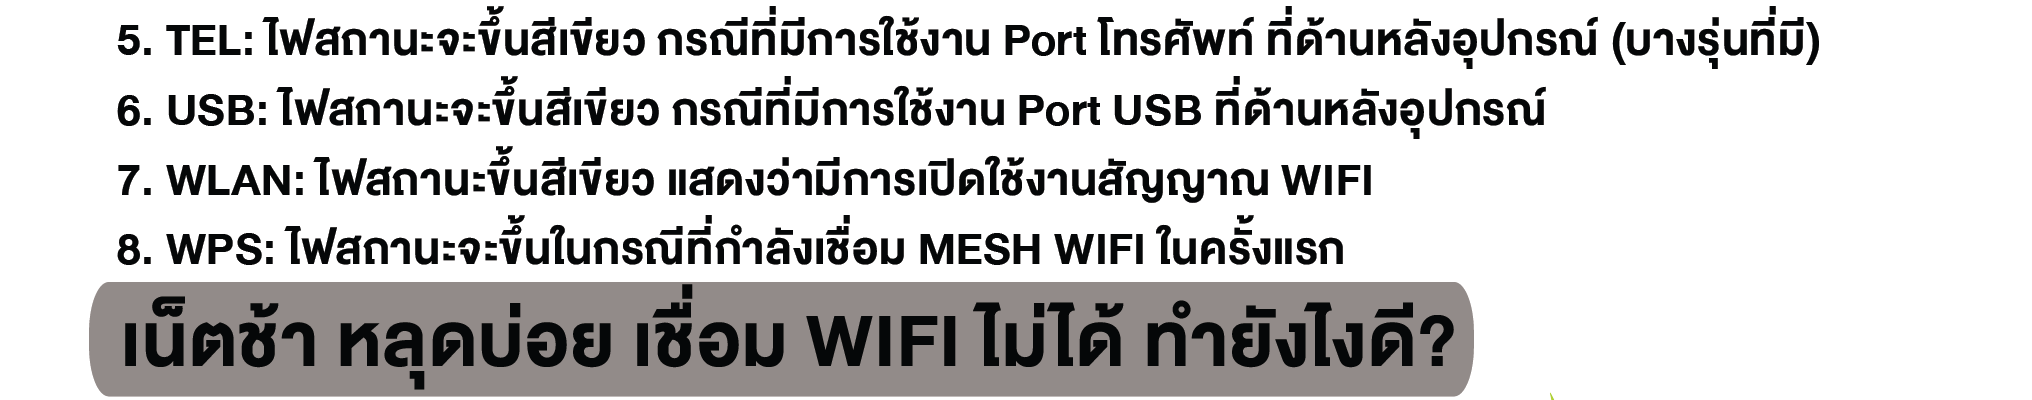 5. TEL: ไฟสถานะจะขึ้นสีเขียว กรณีที่มีการใช้งาน Port โทรศัพท์ ที่ด้านหลังอุปกรณ์ (บางรุ่นที่มี)
6. USB: ไฟสถานะจะขึ้นสีเขียว กรณีที่มีการใช้งาน Port USB ที่ด้านหลังอุปกรณ์
7. WLAN: ไฟสถานะขึ้นสีเขียว แสดงว่ามีการเปิดใช้งานสัญญาณ WIFI
8. WPS: ไฟสถานะจะขึ้นในกรณีที่กำลังเชื่อม MESH WIFI ในครั้งแรก
เน็ตช้า หลุดบ่อย เชื่อม WIFI ไม่ได้ ทำยังไงดี?